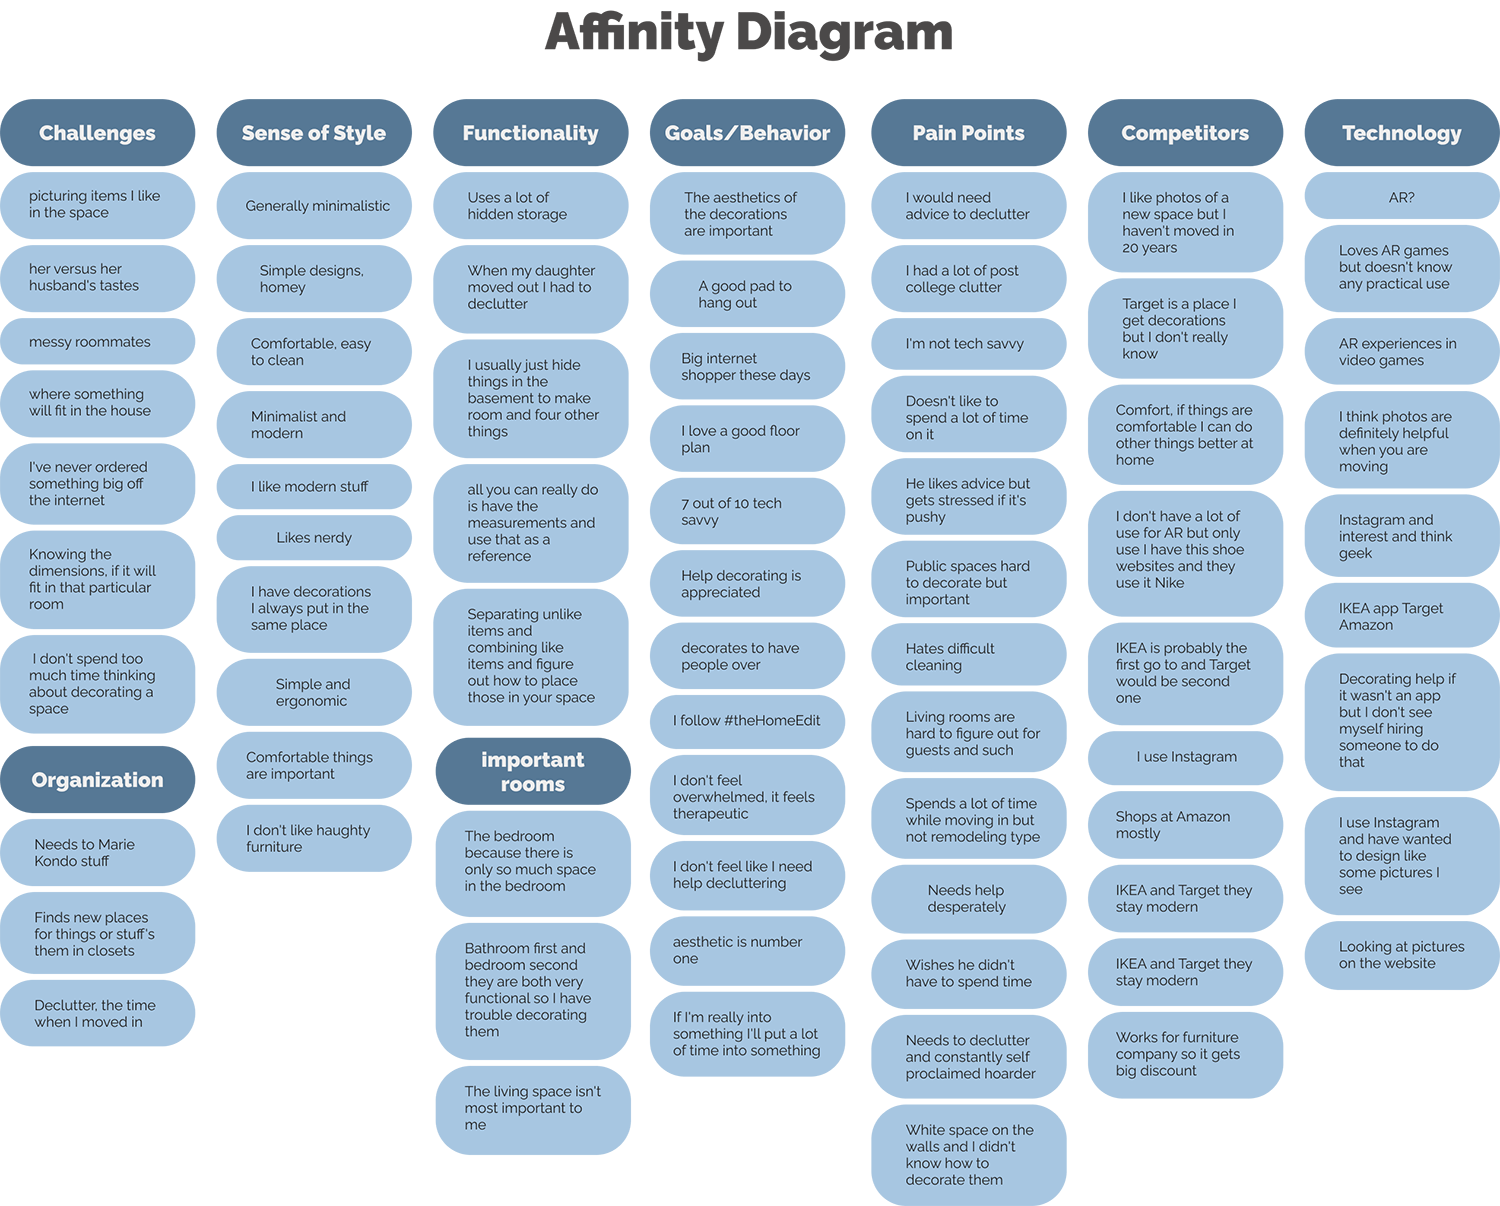 Affinity Diagram
Challenges
picturing items I like
in the space
her versus her
husband's tastes
messy roommates
where something
will fit in the house
I've never ordered
something big off
the internet
Knowing the
dimensions, if it will
fit in that particular
room
I don't spend too
much time thinking
about decorating a
space
Organization
Needs to Marie
Kondo stuff
Finds new places
for things or stuff's
them in closets
Declutter, the time
when I moved in
Sense of Style
Generally minimalistic
Simple designs,
homey
Comfortable, easy
to clean
Minimalist and
modern
I like modern stuff
Likes nerdy
I have decorations
I always put in the
same place
Simple and
ergonomic
Comfortable things
are important
I don't like haughty
furniture
Functionality
Uses a lot of
hidden storage
When my daughter
moved out I had to
declutter
I usually just hide
things in the
basement to make
room and four other
things
all you can really do
is have the
measurements and
use that as a
reference
Separating unlike
items and
combining like
items and figure
out how to place
those in your space
important
rooms
The bedroom
because there is
only so much space
in the bedroom
Bathroom first and
bedroom second
they are both very
functional so I have
trouble decorating
them
The living space isn't
most important to
me
Goals/Behavior
The aesthetics of
the decorations
are important
A good pad to
hang out
Big internet
shopper these days
I love a good floor
plan
7 out of 10 tech
savvy
Help decorating is
appreciated
decorates to have
people over
I follow #theHomeEdit
I don't feel
overwhelmed, it feels
therapeutic
I don't feel like I need
help decluttering
aesthetic is number
one
If I'm really into
something I'll put a lot
of time into something
Pain Points
I would need
advice to declutter
I had a lot of post
college clutter
I'm not tech savvy
Doesn't like to
spend a lot of time
on it
He likes advice but
gets stressed if it's
pushy
Public spaces hard
to decorate but
important
Hates difficult
cleaning
Living rooms are
hard to figure out for
guests and such
Spends a lot of time
while moving in but
not remodeling type
Needs help
desperately
Wishes he didn't
have to spend time
Needs to declutter
and constantly self
proclaimed hoarder
White space on the
walls and I didn't
know how to
decorate them
Competitors
I like photos of a
new space but I
haven't moved in
20 years
Target is a place I
get decorations
but I don't really
know
Comfort, if things are
comfortable I can do
other things better at
home
I don't have a lot of
use for AR but only
use I have this shoe
websites and they
use it Nike
IKEA is probably the
first go to and Target
would be second
one
I use Instagram
Shops at Amazon
mostly
IKEA and Target they
stay modern
IKEA and Target they
stay modern
Works for furniture
company so it gets
big discount
Technology
AR?
Loves AR games
but doesn't know
any practical use
AR experiences in
video games
I think photos are
definitely helpful
when you are
moving
Instagram and
interest and think
geek
IKEA app Target
Amazon
Decorating help if
it wasn't an app
but I don't see
myself hiring
someone to do
that
I use Instagram
and have wanted
to design like
some pictures I
see
Looking at pictures
on the website